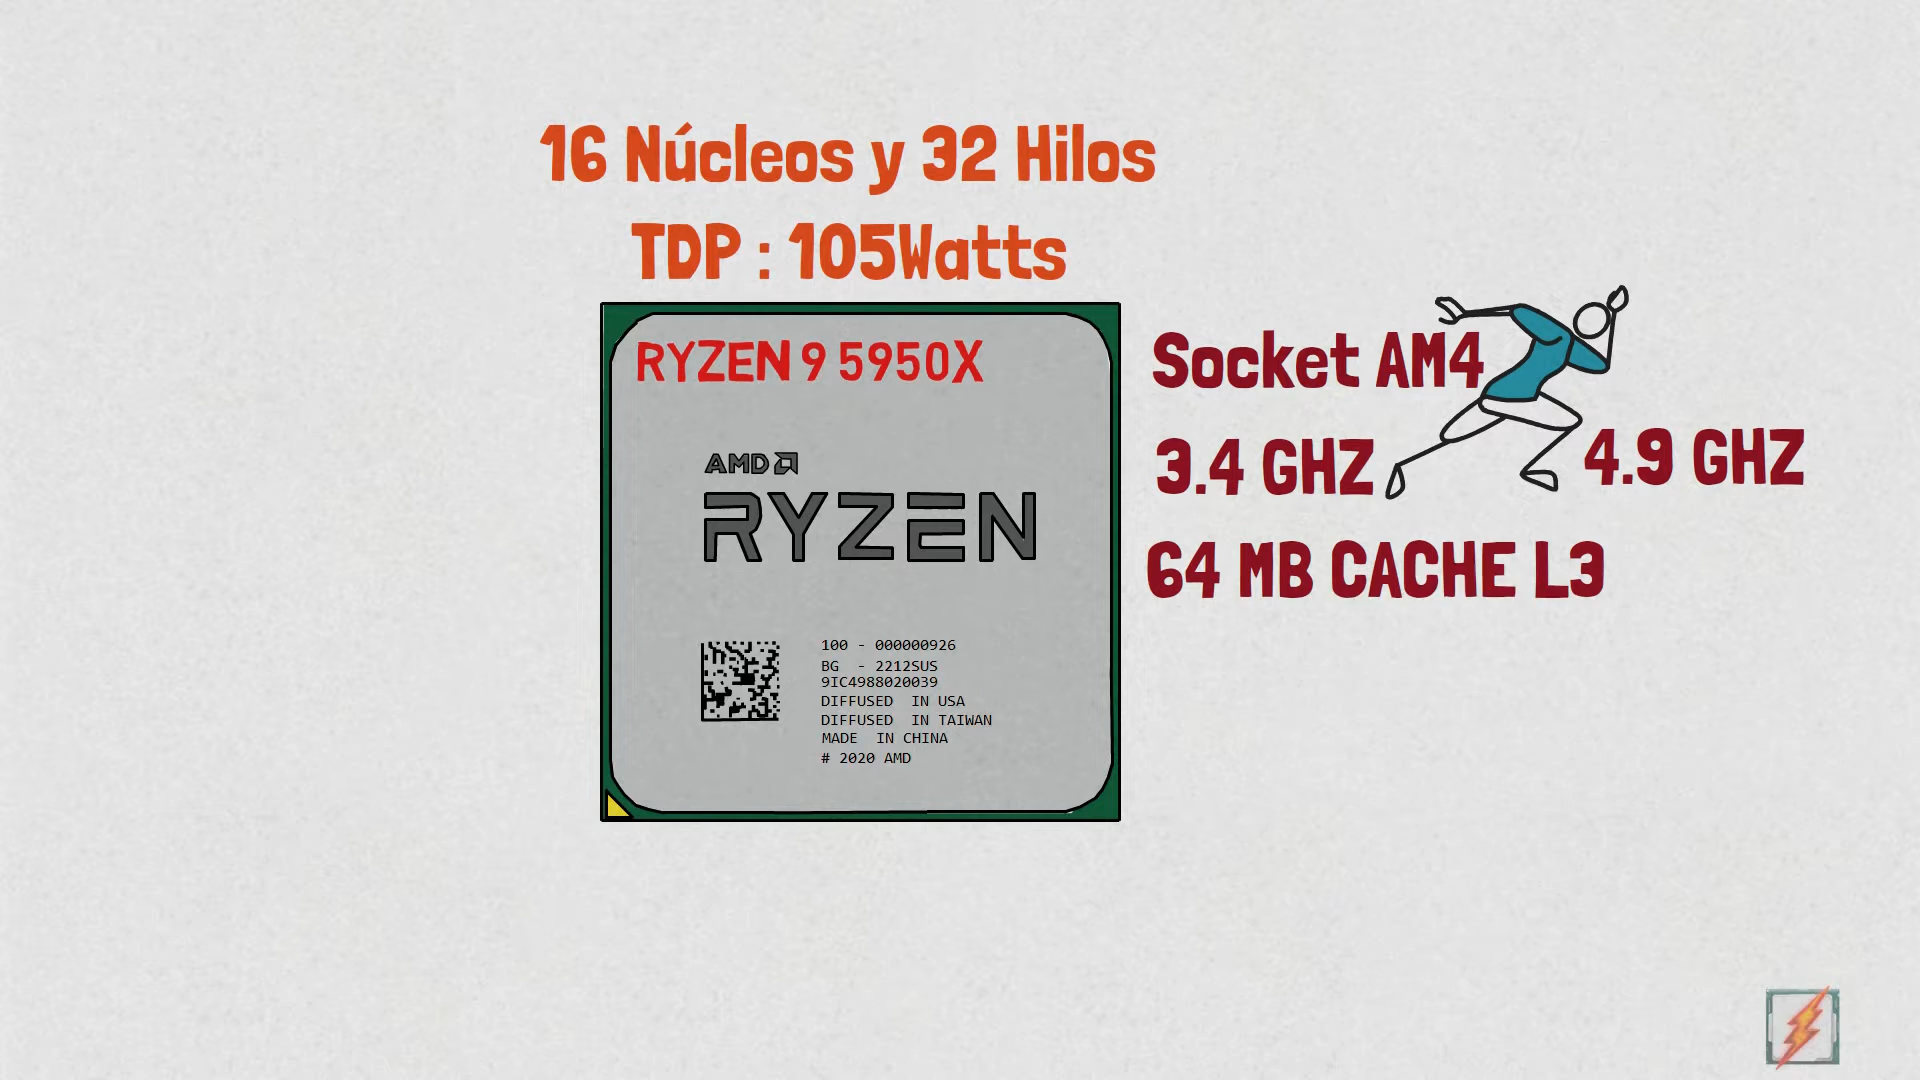 16 Núcleos y 32 Hilos
TDP : 105Watts
RYZEN 9 5950X
AMD
RYZEN
100 - 000000926
BG - 2212SUS
9IC4988020039
DIFFUSED IN USA
DIFFUSED IN TAIWAN
MADE IN CHINA
# 2020 AMD
Socket AM4
3.4 GHZ
4.9 GHZ
64 MB CACHE L3